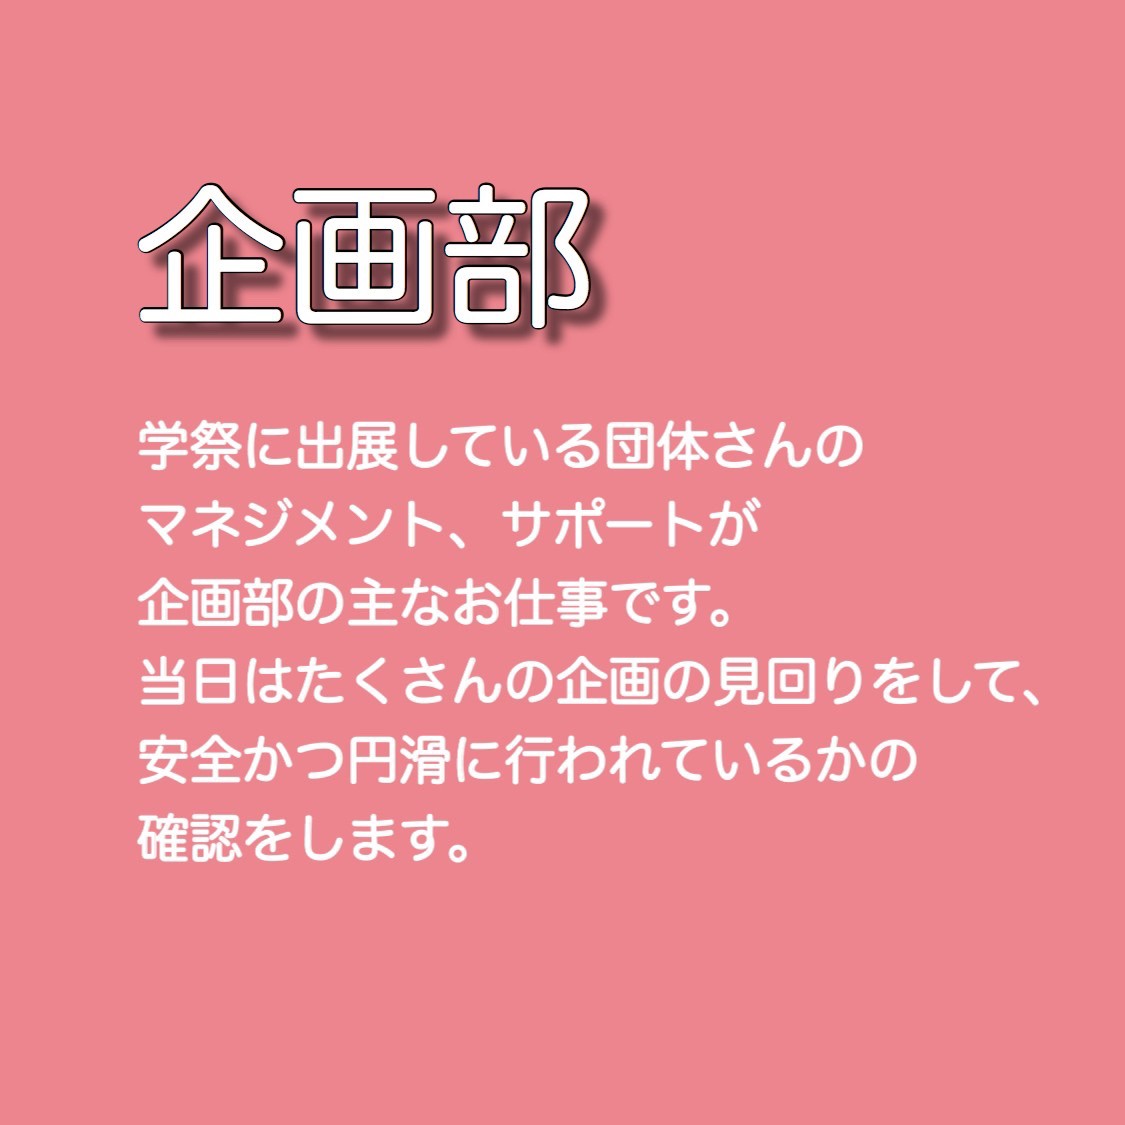 企画部
学祭に出展している団体さんの
マネジメント、サポートが
企画部の主なお仕事です。
当日はたくさんの企画の見回りをして、
安全かつ円滑に行われているかの
確認をします。